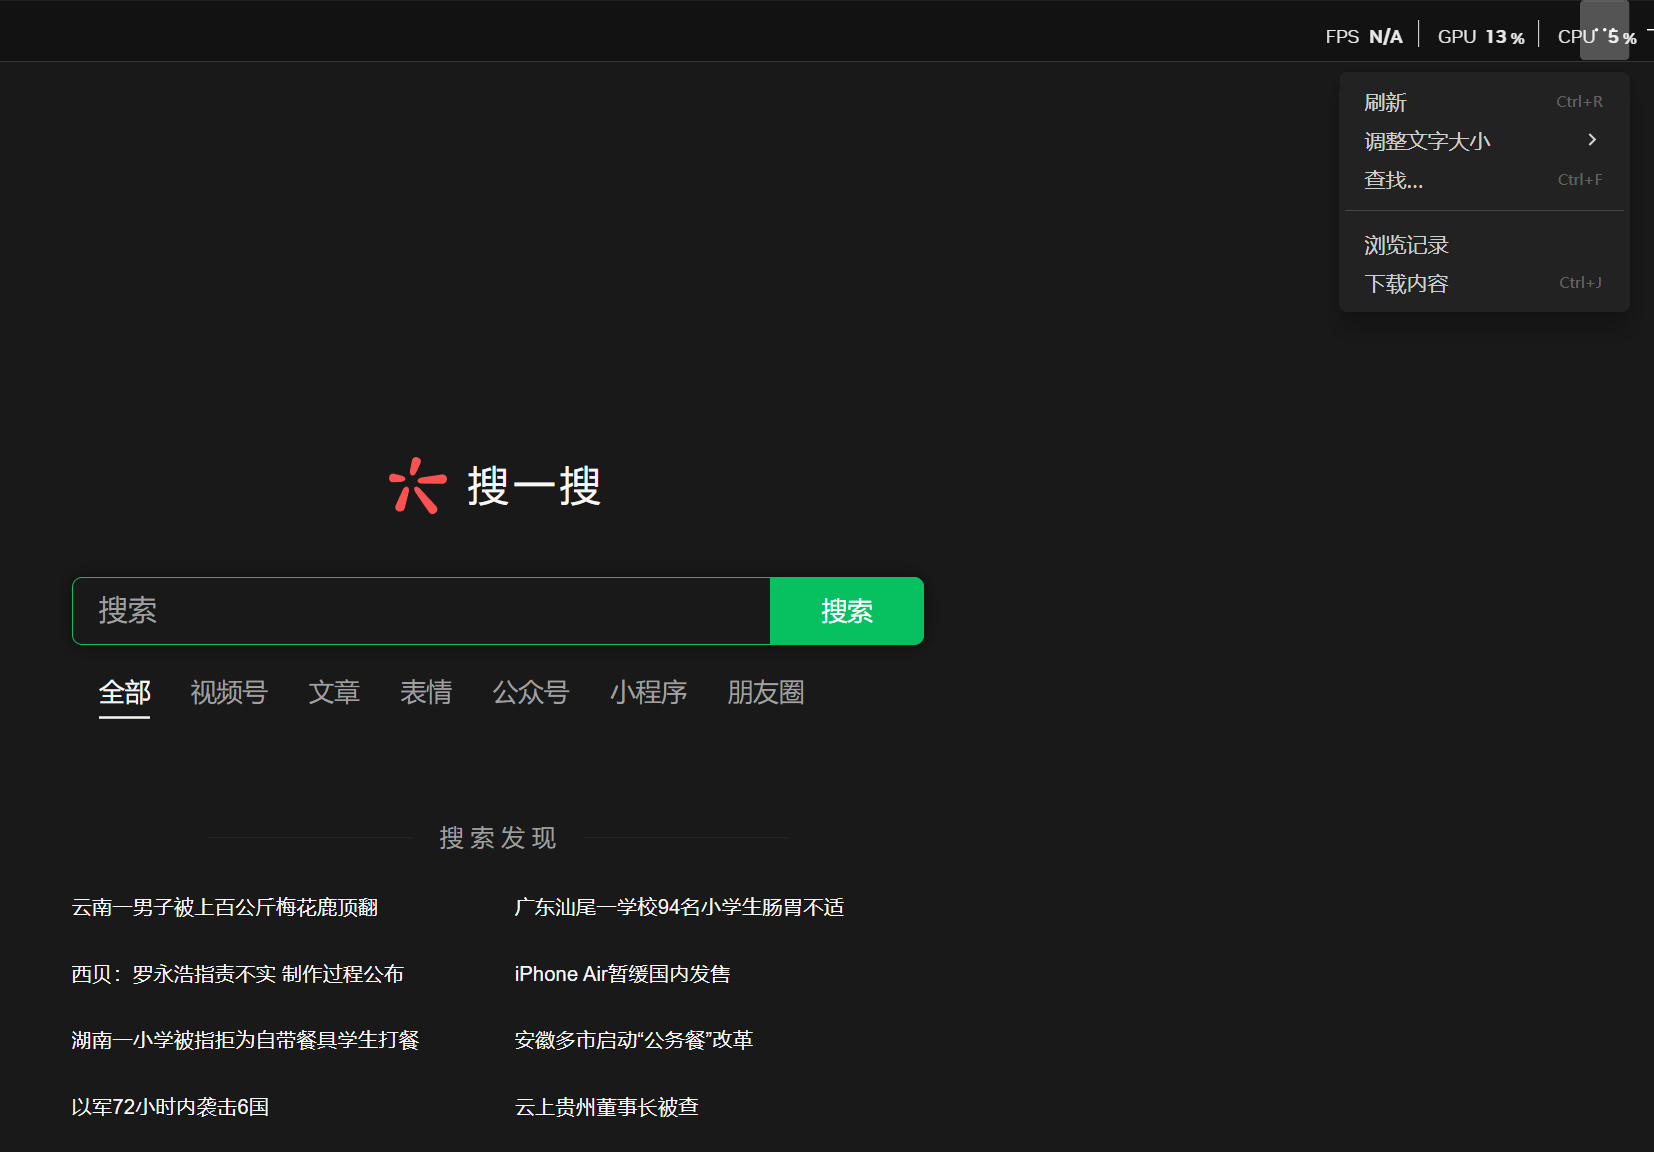 FPS N/A GPU 13 % CPU 5 %
刷新 Ctrl+R
调整文字大小
查找... Ctrl+F
浏览记录
下载内容 Ctrl+J
搜一搜
搜索 搜索
全部 视频号 文章 表情 公众号 小程序 朋友圈
搜索发现
云南一男子被上百公斤梅花鹿顶翻 广东汕尾一学校94名小学生肠胃不适
西贝：罗永浩指责不实 制作过程公布 iPhone Air暂缓国内发售
湖南一小学被指拒为自带餐具学生打餐 安徽多市启动“公务餐”改革
以军72小时内袭击6国 云上贵州董事长被查